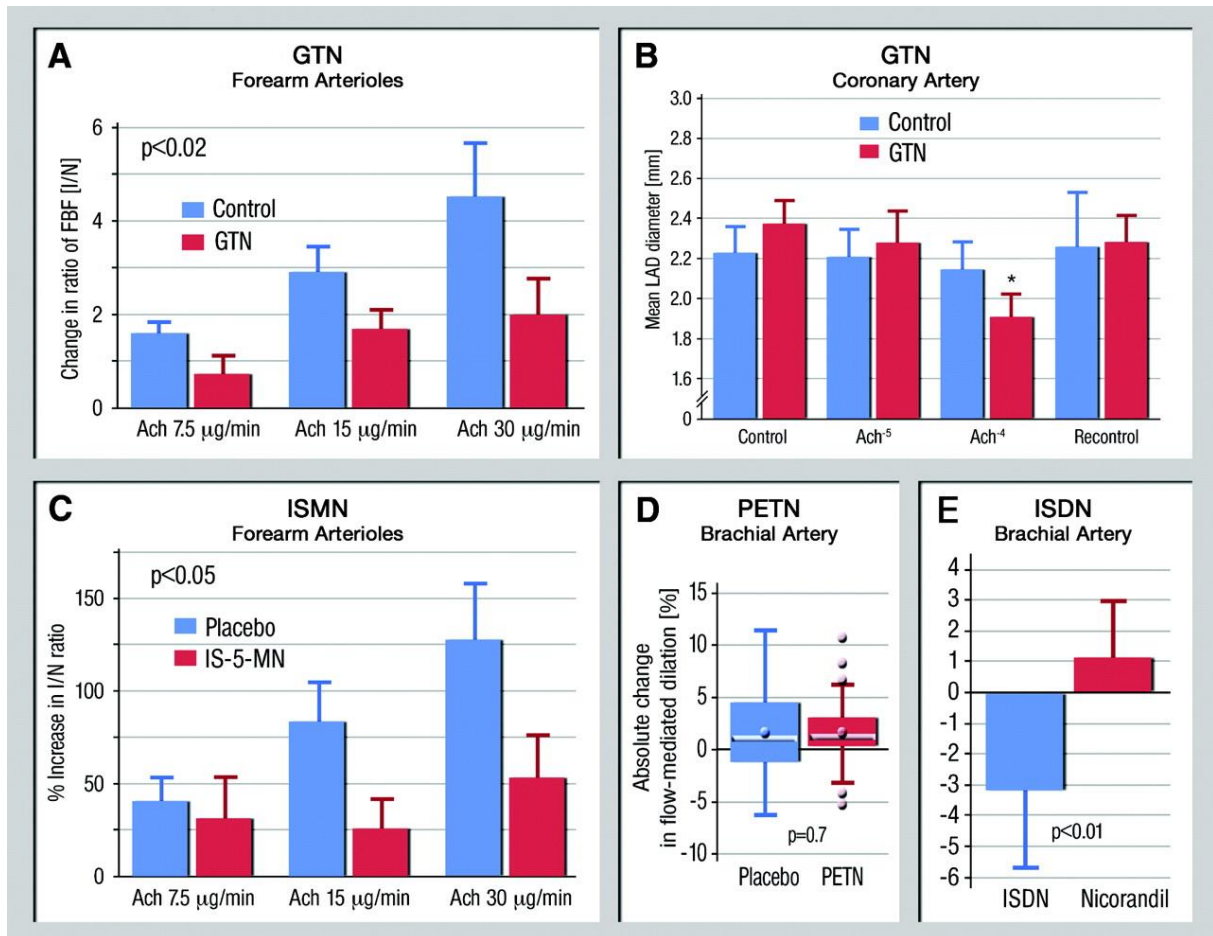 A
GTN
Forearm Arterioles
Change in ratio of FBF [I/N]
6
4
2
0
p<0.02
Control
GTN
Ach 7.5 μg/min
Ach 15 μg/min
Ach 30 μg/min
B
GTN
Coronary Artery
Mean LAD diameter [mm]
3.0
2.8
2.6
2.4
2.2
2.0
1.8
1.6
0
Control
GTN
*
Control
Ach-5
Ach-4
Recontrol
C
ISMN
Forearm Arterioles
% Increase in I/N ratio
150
100
50
0
p<0.05
Placebo
IS-5-MN
Ach 7.5 μg/min
Ach 15 μg/min
Ach 30 μg/min
D
PETN
Brachial Artery
Absolute change
in flow-mediated dilation [%]
15
10
5
0
-5
-10
p=0.7
Placebo
PETN
E
ISDN
Brachial Artery
4
3
2
1
0
-1
-2
-3
-4
-5
-6
p<0.01
ISDN
Nicorandil